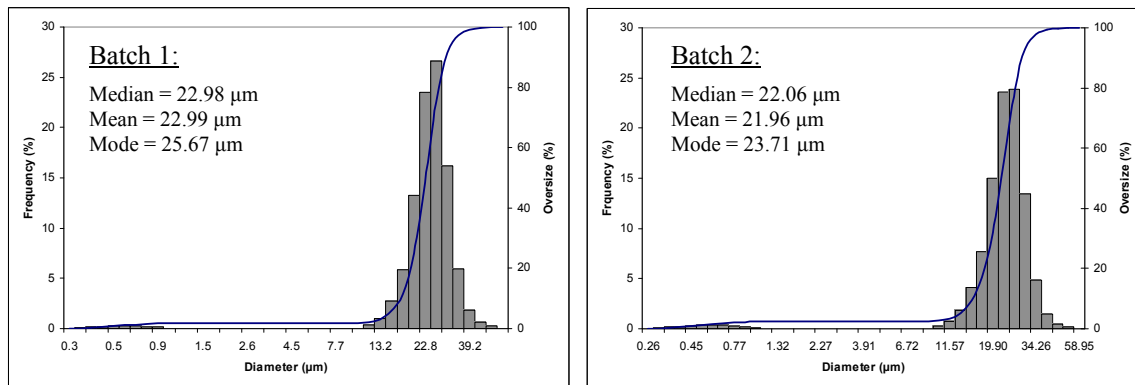 Batch 1:
Median = 22.98 µm
Mean = 22.99 µm
Mode = 25.67 µm
30
25
20
15
10
5
0
Frequency (%)
100
80
60
40
20
0
Oversize (%)
0.3 0.5 0.9 1.5 2.6 4.5 7.7 13.2 22.8 39.2
Diameter (µm)
Batch 2:
Median = 22.06 µm
Mean = 21.96 µm
Mode = 23.71 µm
30
25
20
15
10
5
0
Frquency (%)
100
80
60
40
20
0
Oversize (%)
0.26 0.45 0.77 1.32 2.27 3.91 6.72 11.57 19.90 34.26 58.95
Diameter (µm)